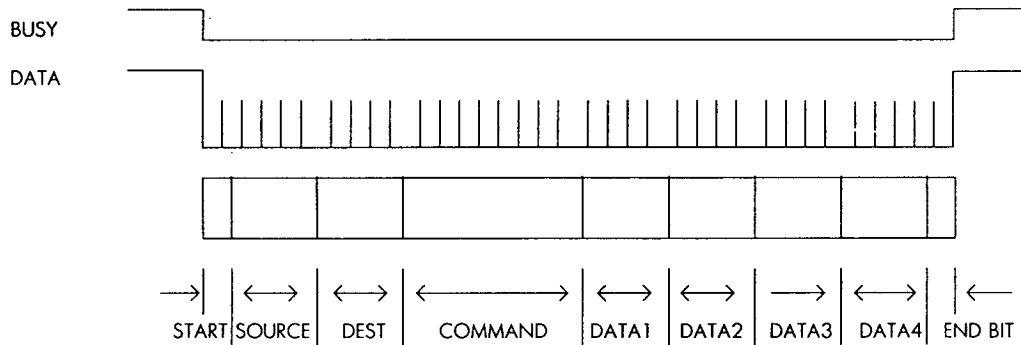 BUSY
DATA
START SOURCE DEST COMMAND DATA1 DATA2 DATA3 DATA4 END BIT